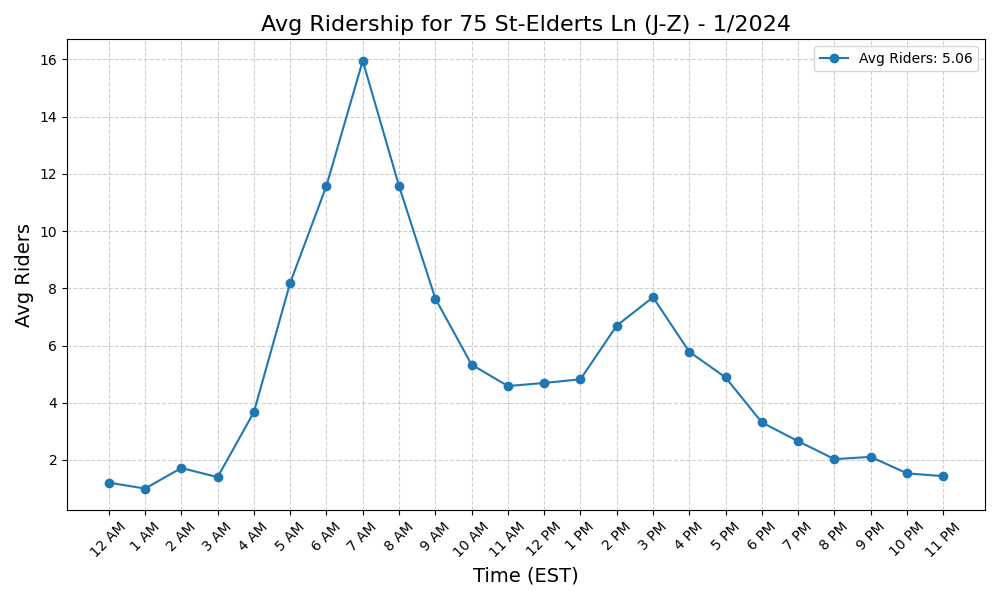 Avg Ridership for 75 St-Elderts Ln (J-Z) - 1/2024
Avg Riders: 5.06
Avg Riders
16
14
12
10
8
6
4
2
12 AM
1 AM
2 AM
3 AM
4 AM
5 AM
6 AM
7 AM
8 AM
9 AM
10 AM
11 AM
12 PM
1 PM
2 PM
3 PM
4 PM
5 PM
6 PM
7 PM
8 PM
9 PM
10 PM
11 PM
Time (EST)